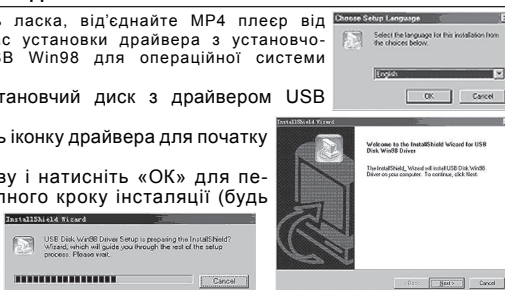 ласка, від'єднайте MP4 плеєр від
ас установки драйвера з установчо-
Win98 для операційної системи
тановчий диск з драйвером USB
іконку драйвера для початку
ву і натисніть «ОК» для пе-
ного кроку інсталяції (будь
Choose Setup Language
Select the language for this installation from
the choices below.
English
OK Cancel
InstallShield Wizard
Welcome to the InstallShield Wizard for USB
Disk Win98 Driver
The InstallShield_Wizard will install USB Disk Win98
Driver on your computer. To continue, click Next.
< Back Next > Cancel
InstallShield Wizard
USB Disk Win98 Driver Setup is preparing the InstallShield?
Wizard, which will guide you through the rest of the setup
process. Please wait.
Cancel